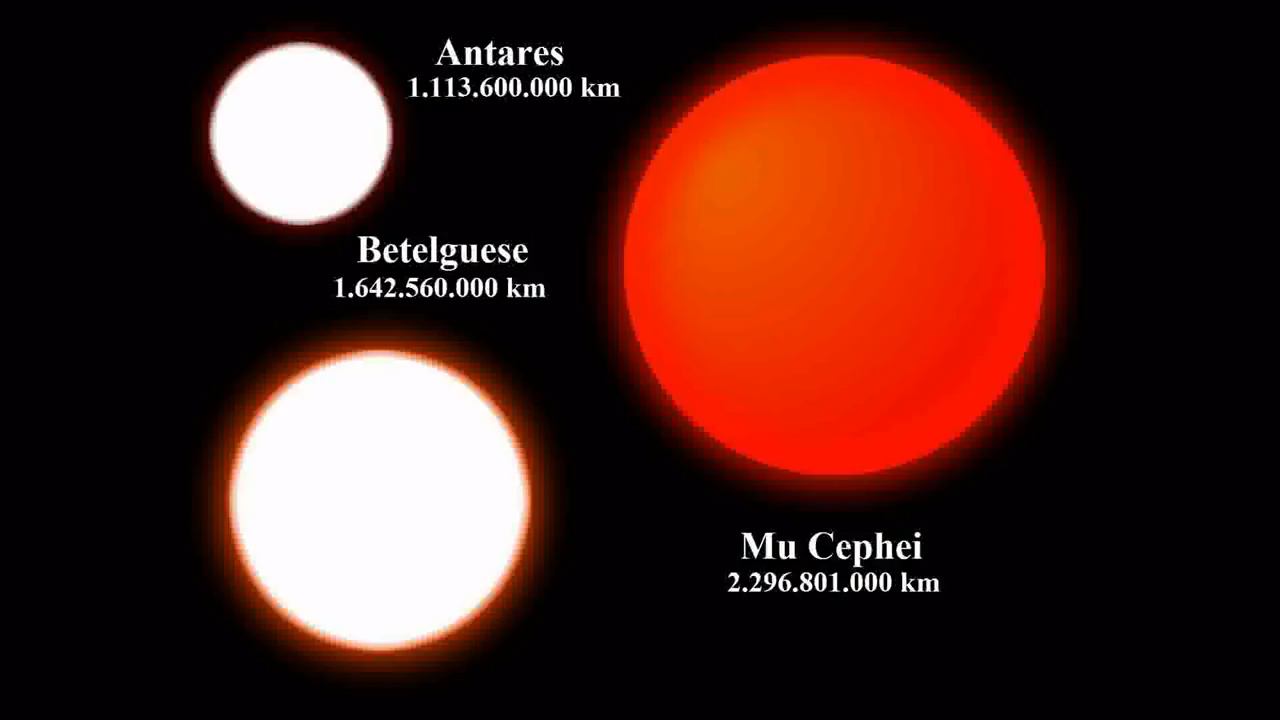 Antares
1.113.600.000 km
Betelguese
1.642.560.000 km
Mu Cephei
2.296.801.000 km